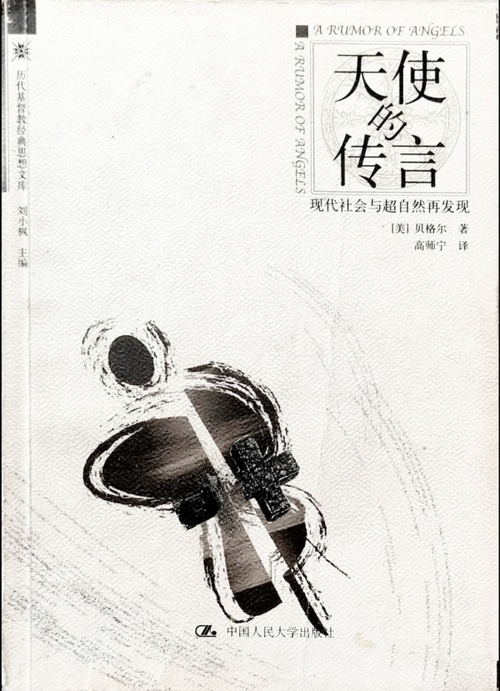 A RUMOR OF ANGELS
A RUMOR OF ANGELS
天使
的
传言
现代社会与超自然再发现
[美] 贝格尔 著
高师宁 译
历代基督教经典思想文库
刘小枫 主编
中国人民大学出版社